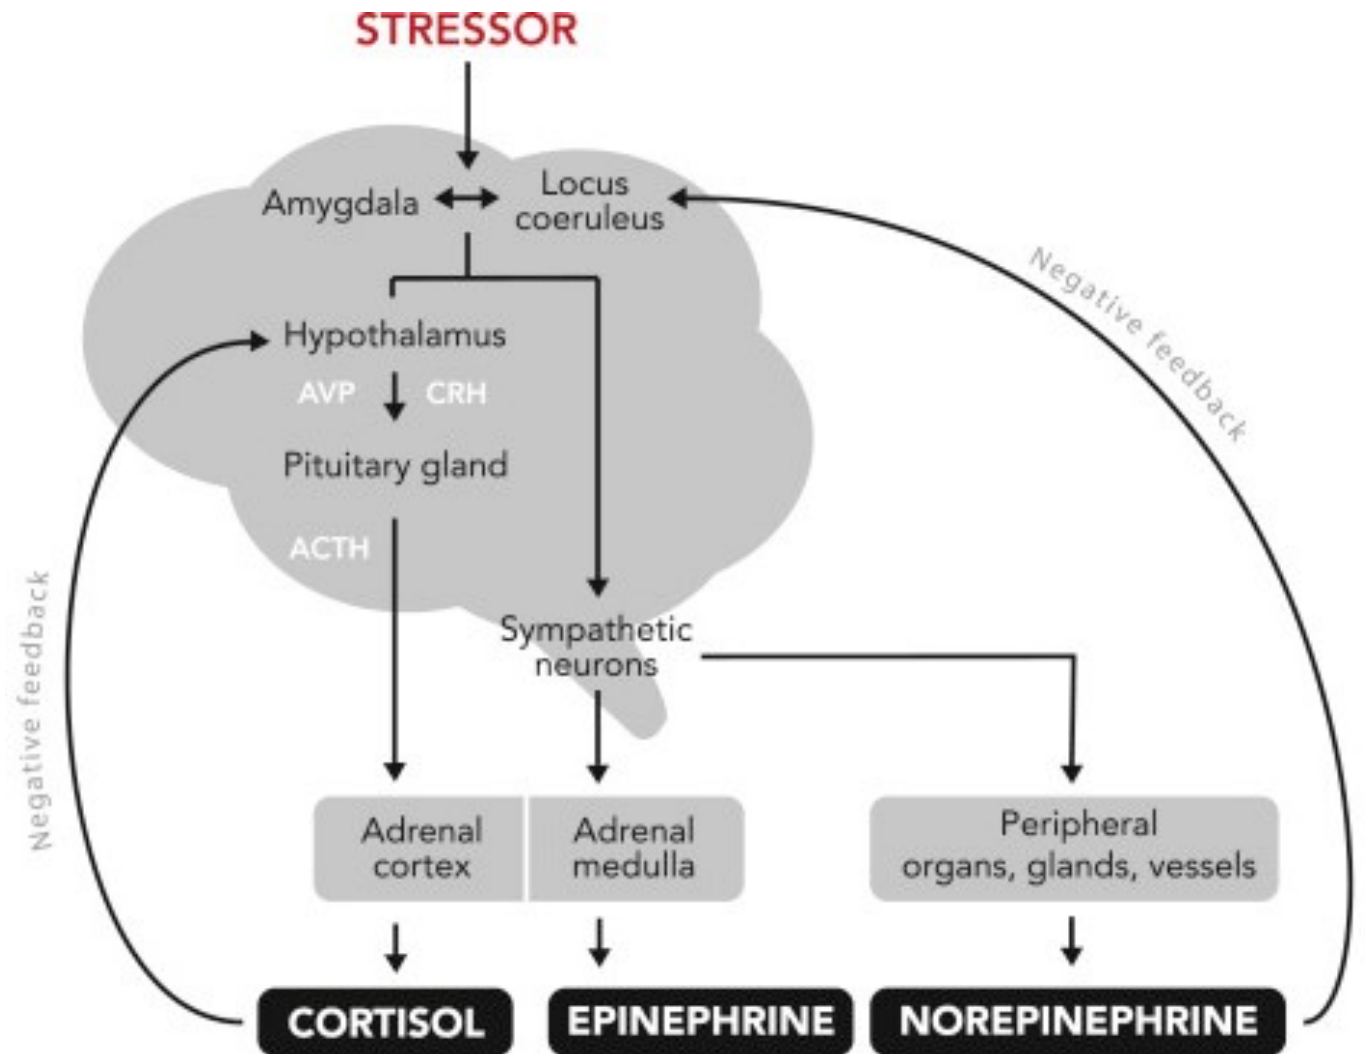 STRESSOR
Amygdala
Locus
coeruleus
Negative feedback
Hypothalamus
AVP
CRH
Pituitary gland
ACTH
Negative feedback
Sympathetic
neurons
Adrenal
cortex
Adrenal
medulla
Peripheral
organs, glands, vessels
CORTISOL
EPINEPHRINE
NOREPINEPHRINE